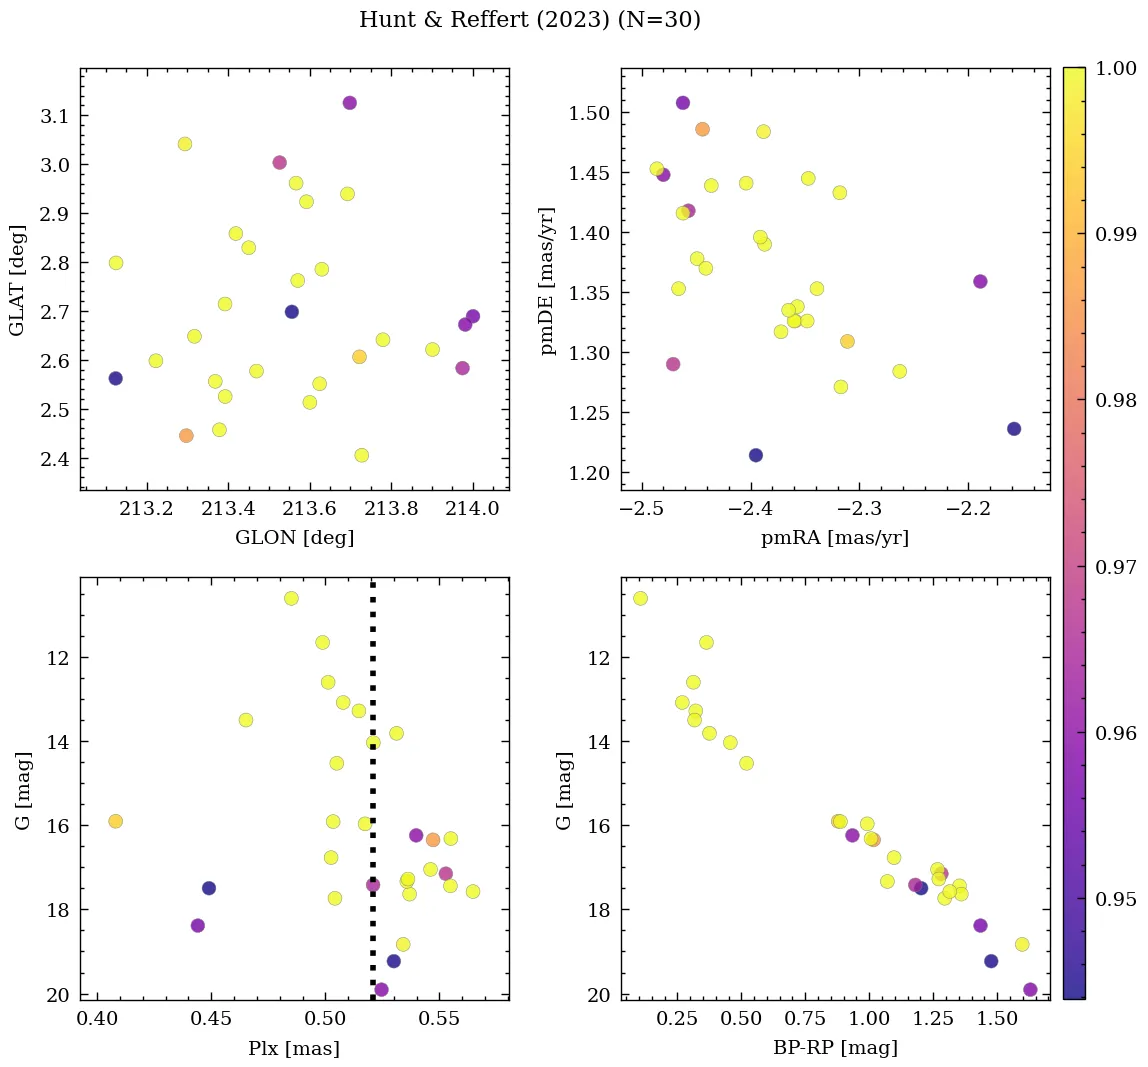 Hunt & Reffert (2023) (N=30)
3.1
3.0
2.9
2.8
2.7
2.6
2.5
2.4
GLAT [deg]
213.2 213.4 213.6 213.8 214.0
GLON [deg]
1.50
1.45
1.40
1.35
1.30
1.25
1.20
pmDE [mas/yr]
−2.5 −2.4 −2.3 −2.2
pmRA [mas/yr]
12
14
16
18
20
G [mag]
0.40 0.45 0.50 0.55
Plx [mas]
12
14
16
18
20
G [mag]
0.25 0.50 0.75 1.00 1.25 1.50
BP-RP [mag]
1.00
0.99
0.98
0.97
0.96
0.95